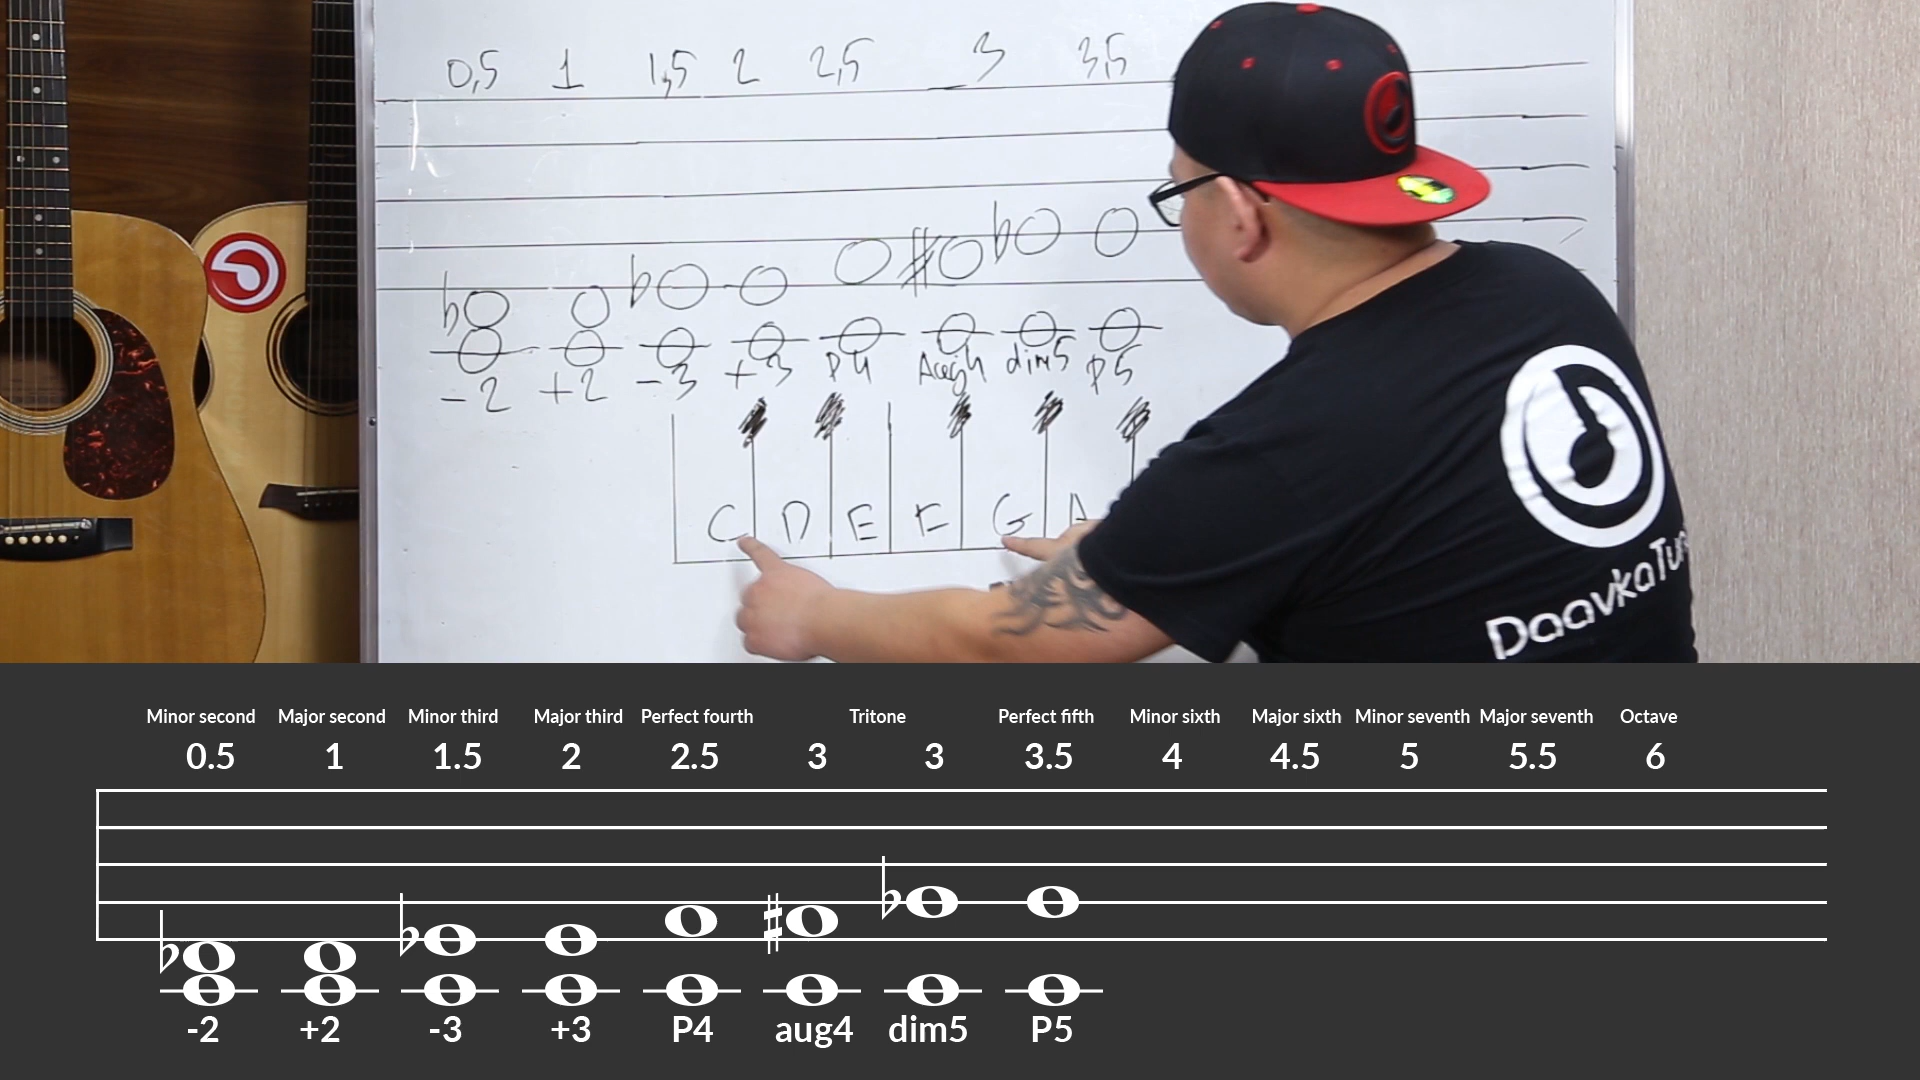 0,5 1 1,5 2 2,5 3 3,5
-2 +2 -3 +3 P4 Aug4 dim5 P5
C D E F G A
Minor second Major second Minor third Major third Perfect fourth Tritone Perfect fifth Minor sixth Major sixth Minor seventh Major seventh Octave
0.5 1 1.5 2 2.5 3 3 3.5 4 4.5 5 5.5 6
-2 +2 -3 +3 P4 aug4 dim5 P5